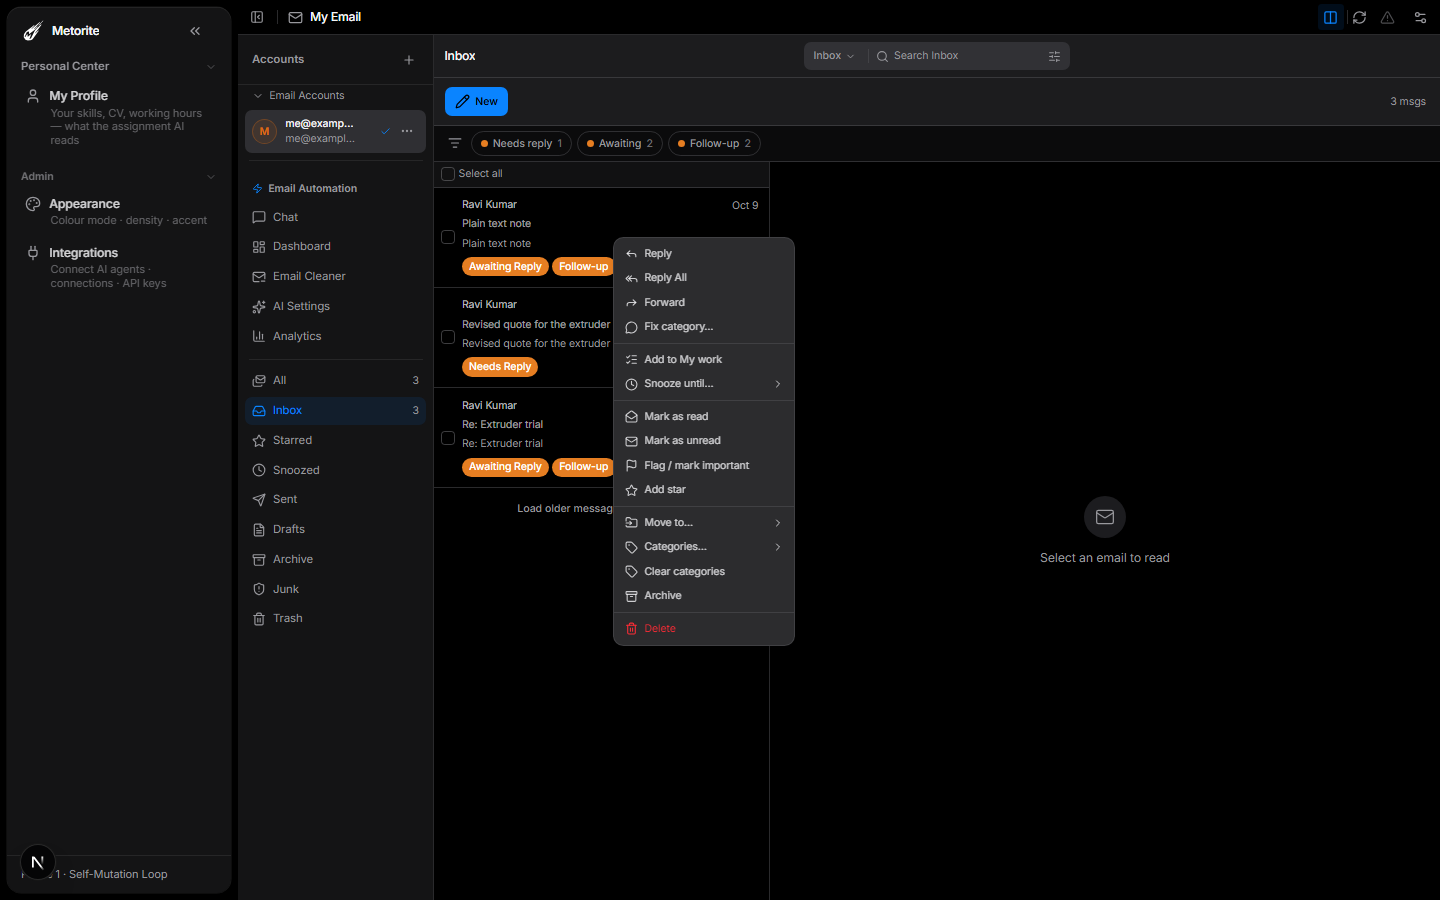 Metorite
Personal Center
My Profile
Your skills, CV, working hours
— what the assignment AI
reads
Admin
Appearance
Colour mode · density · accent
Integrations
Connect AI agents ·
connections · API keys
1 · Self-Mutation Loop
My Email
Accounts
Email Accounts
M
me@examp...
me@exampl...
Email Automation
Chat
Dashboard
Email Cleaner
AI Settings
Analytics
All 3
Inbox 3
Starred
Snoozed
Sent
Drafts
Archive
Junk
Trash
Inbox
Inbox
Search Inbox
New
3 msgs
Needs reply 1
Awaiting 2
Follow-up 2
Select all
Ravi Kumar
Oct 9
Plain text note
Plain text note
Awaiting Reply
Follow-up
Ravi Kumar
Revised quote for the extruder
Revised quote for the extruder
Needs Reply
Ravi Kumar
Re: Extruder trial
Re: Extruder trial
Awaiting Reply
Follow-up
Load older
Reply
Reply All
Forward
Fix category...
Add to My work
Snooze until...
Mark as read
Mark as unread
Flag / mark important
Add star
Move to...
Categories...
Clear categories
Archive
Delete
Select an email to read